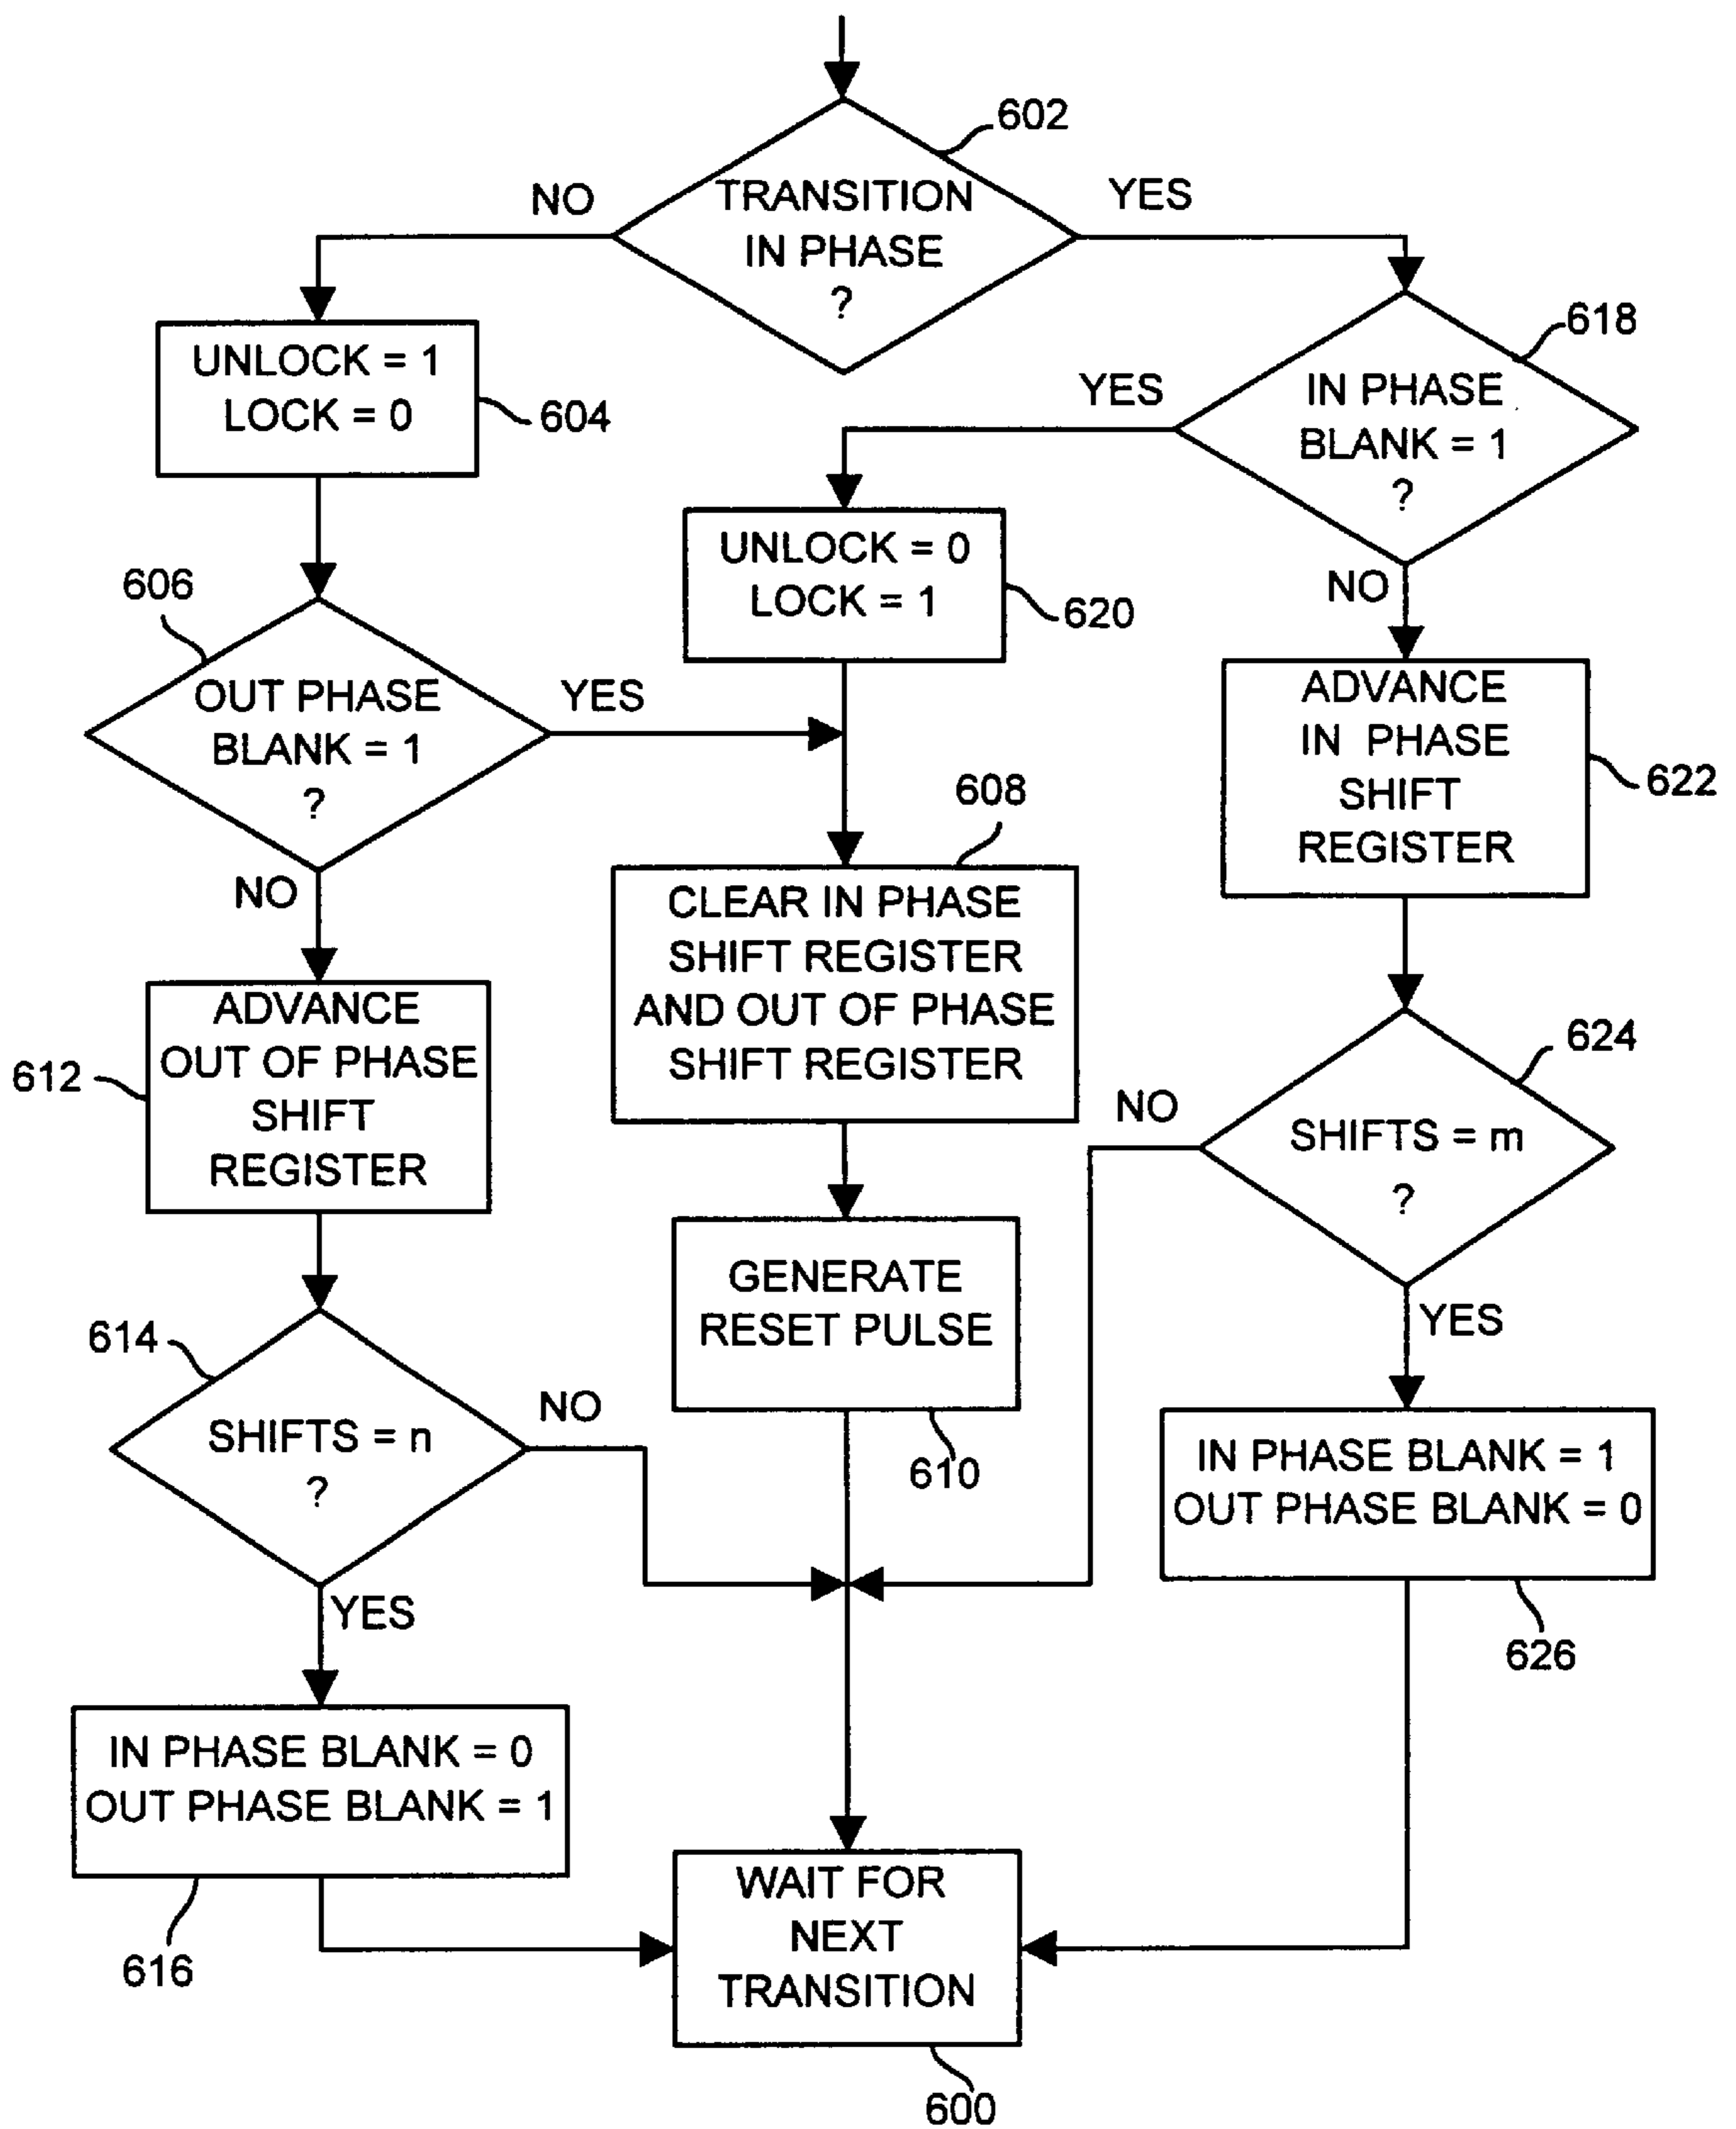 602
TRANSITION
IN PHASE
?
NO
YES
UNLOCK = 1
LOCK = 0
604
618
IN PHASE
BLANK = 1
?
YES
NO
UNLOCK = 0
LOCK = 1
620
606
OUT PHASE
BLANK = 1
?
YES
NO
ADVANCE
IN PHASE
SHIFT
REGISTER
622
608
CLEAR IN PHASE
SHIFT REGISTER
AND OUT OF PHASE
SHIFT REGISTER
ADVANCE
OUT OF PHASE
SHIFT
REGISTER
612
624
SHIFTS = m
?
NO
YES
GENERATE
RESET PULSE
610
614
SHIFTS = n
?
NO
YES
IN PHASE BLANK = 1
OUT PHASE BLANK = 0
626
IN PHASE BLANK = 0
OUT PHASE BLANK = 1
616
WAIT FOR
NEXT
TRANSITION
600